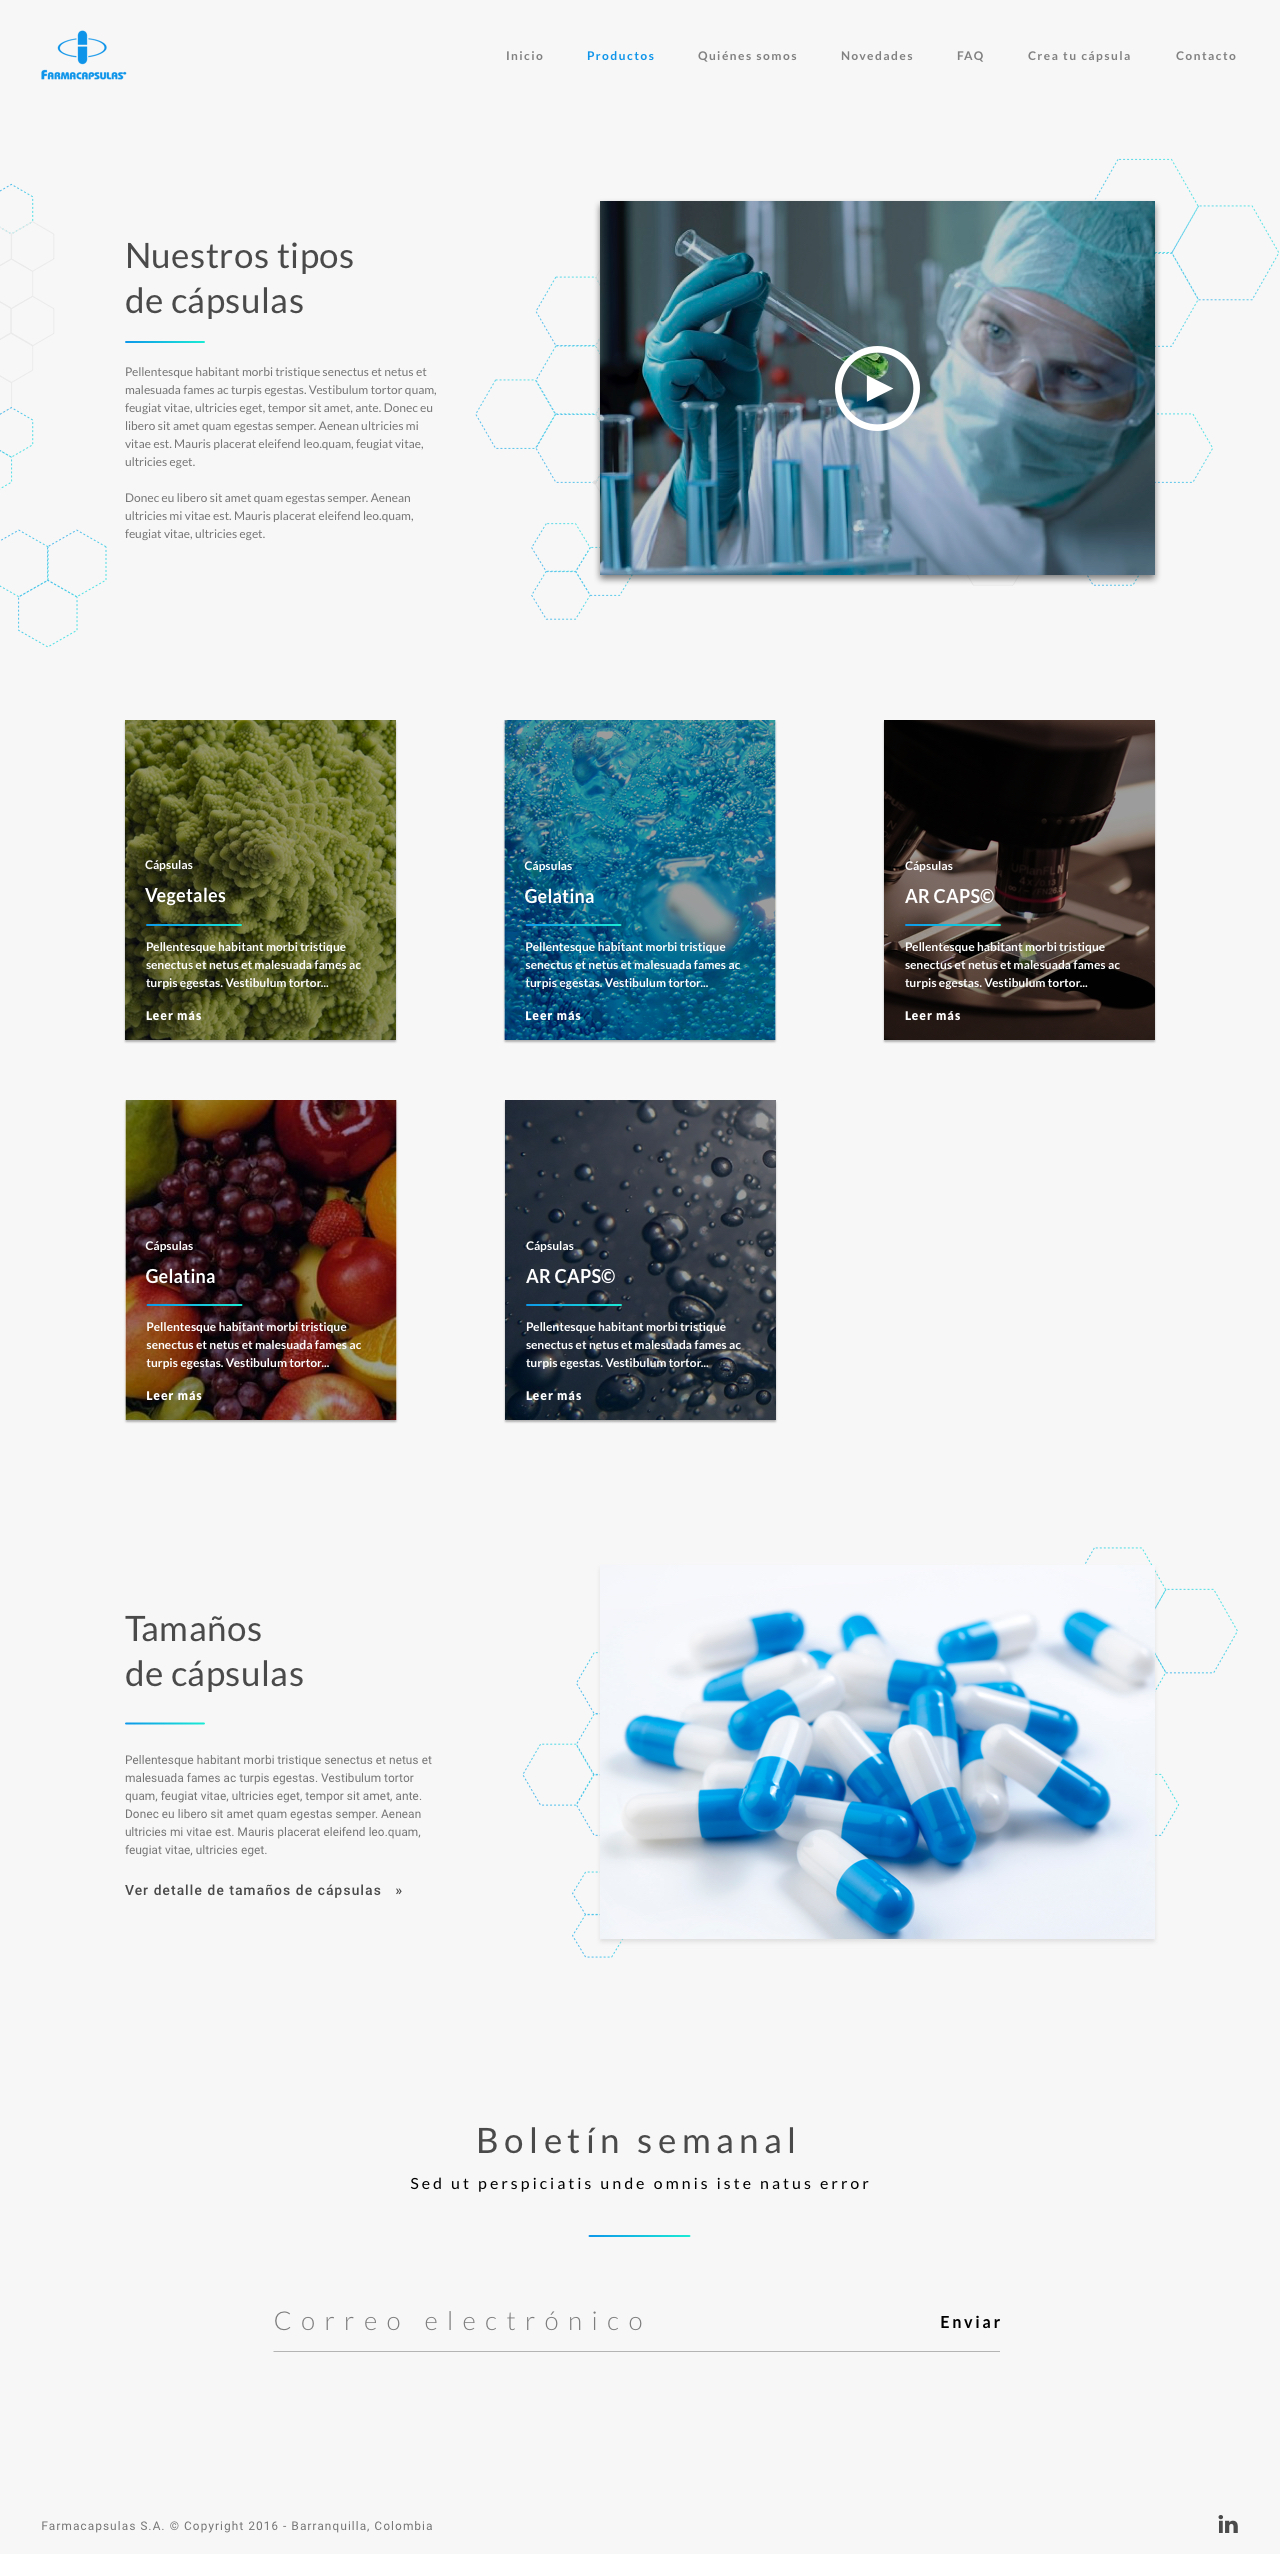 FARMACAPSULAS
Inicio
Productos
Quiénes somos
Novedades
FAQ
Crea tu cápsula
Contacto
Nuestros tipos
de cápsulas
Pellentesque habitant morbi tristique senectus et netus et
malesuada fames ac turpis egestas. Vestibulum tortor quam,
feugiat vitae, ultricies eget, tempor sit amet, ante. Donec eu
libero sit amet quam egestas semper. Aenean ultricies mi
vitae est. Mauris placerat eleifend leo.quam, feugiat vitae,
ultricies eget.
Donec eu libero sit amet quam egestas semper. Aenean
ultricies mi vitae est. Mauris placerat eleifend leo.quam,
feugiat vitae, ultricies eget.
Cápsulas
Vegetales
Pellentesque habitant morbi tristique
senectus et netus et malesuada fames ac
turpis egestas. Vestibulum tortor...
Leer más
Cápsulas
Gelatina
Pellentesque habitant morbi tristique
senectus et netus et malesuada fames ac
turpis egestas. Vestibulum tortor...
Leer más
Cápsulas
AR CAPS©
Pellentesque habitant morbi tristique
senectus et netus et malesuada fames ac
turpis egestas. Vestibulum tortor...
Leer más
Cápsulas
Gelatina
Pellentesque habitant morbi tristique
senectus et netus et malesuada fames ac
turpis egestas. Vestibulum tortor...
Leer más
Cápsulas
AR CAPS©
Pellentesque habitant morbi tristique
senectus et netus et malesuada fames ac
turpis egestas. Vestibulum tortor...
Leer más
Tamaños
de cápsulas
Pellentesque habitant morbi tristique senectus et netus et
malesuada fames ac turpis egestas. Vestibulum tortor
quam, feugiat vitae, ultricies eget, tempor sit amet, ante.
Donec eu libero sit amet quam egestas semper. Aenean
ultricies mi vitae est. Mauris placerat eleifend leo.quam,
feugiat vitae, ultricies eget.
Ver detalle de tamaños de cápsulas »
Boletín semanal
Sed ut perspiciatis unde omnis iste natus error
Correo electrónico
Enviar
Farmacapsulas S.A. © Copyright 2016 - Barranquilla, Colombia
in